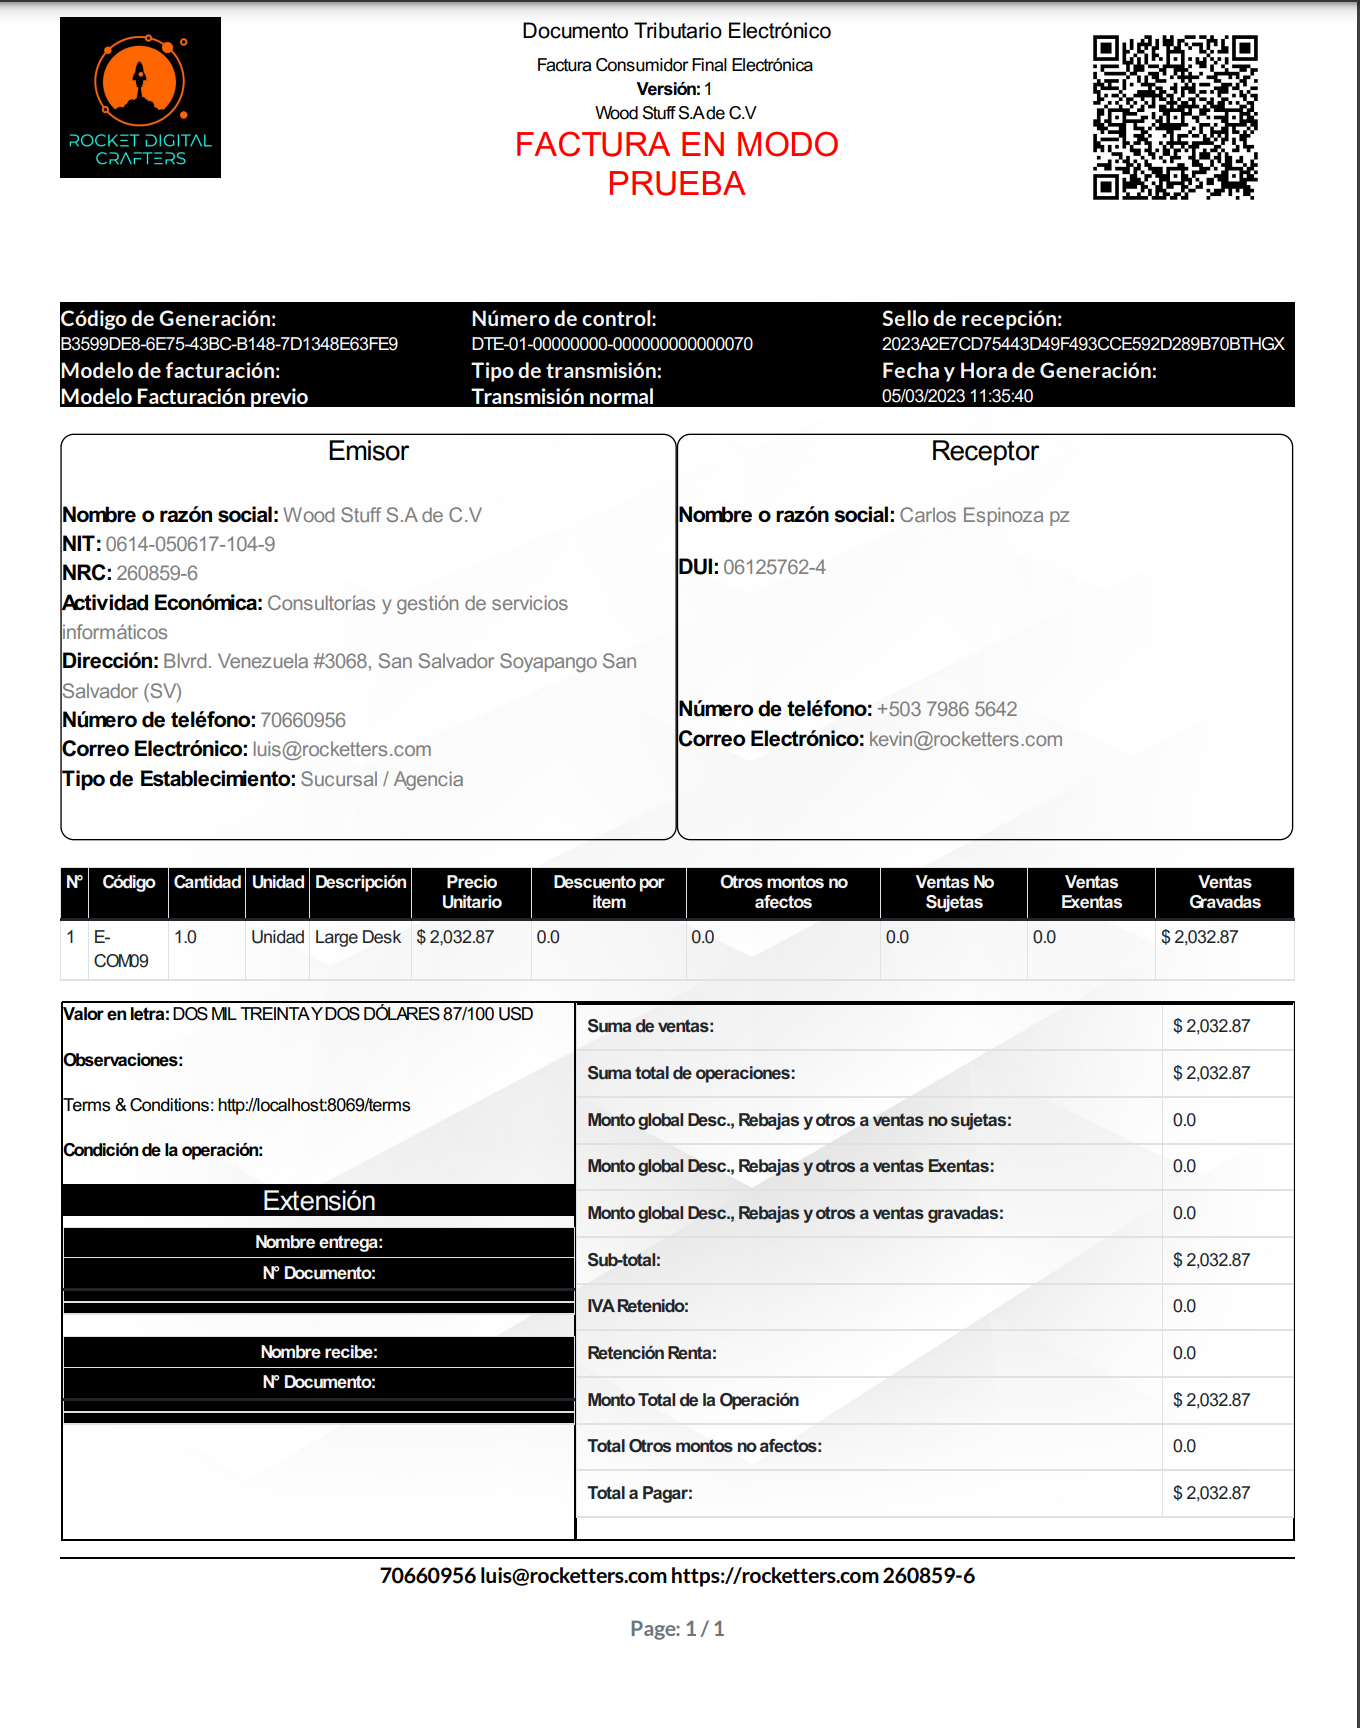 ROCKET DIGITAL
CRAFTERS
Documento Tributario Electrónico
Factura Consumidor Final Electrónica
Versión: 1
Wood Stuff S.A de C.V
FACTURA EN MODO
PRUEBA
Código de Generación:
B3599DE8-6E75-43BC-B148-7D1348E63FE9
Modelo de facturación:
Modelo Facturación previo
Número de control:
DTE-01-00000000-000000000000070
Tipo de transmisión:
Transmisión normal
Sello de recepción:
2023A2E7CD75443D49F493CCE592D289B70BTHGX
Fecha y Hora de Generación:
05/03/2023 11:35:40
Emisor
Nombre o razón social: Wood Stuff S.A de C.V
NIT: 0614-050617-104-9
NRC: 260859-6
Actividad Económica: Consultorías y gestión de servicios
informáticos
Dirección: Blvrd. Venezuela #3068, San Salvador Soyapango San
Salvador (SV)
Número de teléfono: 70660956
Correo Electrónico: luis@rocketters.com
Tipo de Establecimiento: Sucursal / Agencia
Receptor
Nombre o razón social: Carlos Espinoza pz
DUI: 06125762-4
Número de teléfono: +503 7986 5642
Correo Electrónico: kevin@rocketters.com
N° Código Cantidad Unidad Descripción Precio Unitario Descuento por item Otros montos no afectos Ventas No Sujetas Ventas Exentas Ventas Gravadas
1 E-COM09 1.0 Unidad Large Desk $ 2,032.87 0.0 0.0 0.0 0.0 $ 2,032.87
Valor en letra: DOS MIL TREINTA Y DOS DÓLARES 87/100 USD
Observaciones:
Terms & Conditions: http://localhost:8069/terms
Condición de la operación:
Extensión
Nombre entrega:
N° Documento:
Nombre recibe:
N° Documento:
Suma de ventas: $ 2,032.87
Suma total de operaciones: $ 2,032.87
Monto global Desc., Rebajas y otros a ventas no sujetas: 0.0
Monto global Desc., Rebajas y otros a ventas Exentas: 0.0
Monto global Desc., Rebajas y otros a ventas gravadas: 0.0
Sub-total: $ 2,032.87
IVA Retenido: 0.0
Retención Renta: 0.0
Monto Total de la Operación $ 2,032.87
Total Otros montos no afectos: 0.0
Total a Pagar: $ 2,032.87
70660956 luis@rocketters.com https://rocketters.com 260859-6
Page: 1 / 1